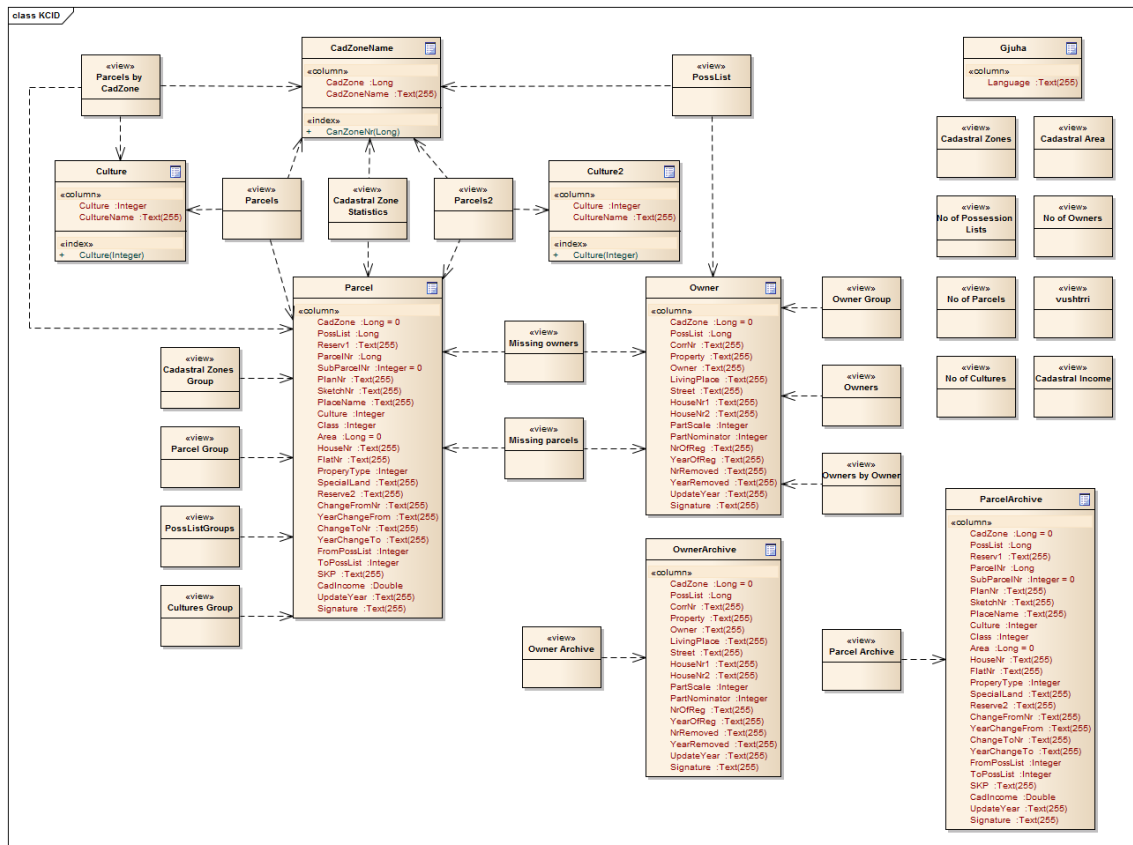 class KCID
«view»
Parcels by
CadZone
CadZoneName
«column»
CadZone :Long
CadZoneName :Text(255)
«index»
+ CanZoneNr(Long)
«view»
PossList
Gjuha
«column»
Language :Text(255)
«view»
Cadastral Zones
«view»
Cadastral Area
Culture
«column»
Culture :Integer
CultureName :Text(255)
«index»
+ Culture(Integer)
«view»
Parcels
«view»
Cadastral Zone
Statistics
«view»
Parcels2
Culture2
«column»
Culture :Integer
CultureName :Text(255)
«index»
+ Culture(Integer)
«view»
No of Possession
Lists
«view»
No of Owners
«view»
No of Parcels
«view»
vushtrri
«view»
No of Cultures
«view»
Cadastral Income
Parcel
«column»
CadZone :Long = 0
PossList :Long
Reserv1 :Text(255)
ParcelNr :Long
SubParcelNr :Integer = 0
PlanNr :Text(255)
SketchNr :Text(255)
PlaceName :Text(255)
Culture :Integer
Class :Integer
Area :Long = 0
HouseNr :Text(255)
FlatNr :Text(255)
ProperyType :Integer
SpecialLand :Text(255)
Reserve2 :Text(255)
ChangeFromNr :Text(255)
YearChangeFrom :Text(255)
ChangeToNr :Text(255)
YearChangeTo :Text(255)
FromPossList :Integer
ToPossList :Integer
SKP :Text(255)
CadIncome :Double
UpdateYear :Text(255)
Signature :Text(255)
«view»
Cadastral Zones
Group
«view»
Parcel Group
«view»
PossListGroups
«view»
Cultures Group
«view»
Missing owners
«view»
Missing parcels
Owner
«column»
CadZone :Long = 0
PossList :Long
CorrNr :Text(255)
Property :Text(255)
Owner :Text(255)
LivingPlace :Text(255)
Street :Text(255)
HouseNr1 :Text(255)
HouseNr2 :Text(255)
PartScale :Integer
PartNominator :Integer
NrOfReg :Text(255)
YearOfReg :Text(255)
NrRemoved :Text(255)
YearRemoved :Text(255)
UpdateYear :Text(255)
Signature :Text(255)
«view»
Owner Group
«view»
Owners
«view»
Owners by Owner
«view»
Owner Archive
OwnerArchive
«column»
CadZone :Long = 0
PossList :Long
CorrNr :Text(255)
Property :Text(255)
Owner :Text(255)
LivingPlace :Text(255)
Street :Text(255)
HouseNr1 :Text(255)
HouseNr2 :Text(255)
PartScale :Integer
PartNominator :Integer
NrOfReg :Text(255)
YearOfReg :Text(255)
NrRemoved :Text(255)
YearRemoved :Text(255)
UpdateYear :Text(255)
Signature :Text(255)
«view»
Parcel Archive
ParcelArchive
«column»
CadZone :Long = 0
PossList :Long
Reserv1 :Text(255)
ParcelNr :Long
SubParcelNr :Integer = 0
PlanNr :Text(255)
SketchNr :Text(255)
PlaceName :Text(255)
Culture :Integer
Class :Integer
Area :Long = 0
HouseNr :Text(255)
FlatNr :Text(255)
ProperyType :Integer
SpecialLand :Text(255)
Reserve2 :Text(255)
ChangeFromNr :Text(255)
YearChangeFrom :Text(255)
ChangeToNr :Text(255)
YearChangeTo :Text(255)
FromPossList :Integer
ToPossList :Integer
SKP :Text(255)
CadIncome :Double
UpdateYear :Text(255)
Signature :Text(255)